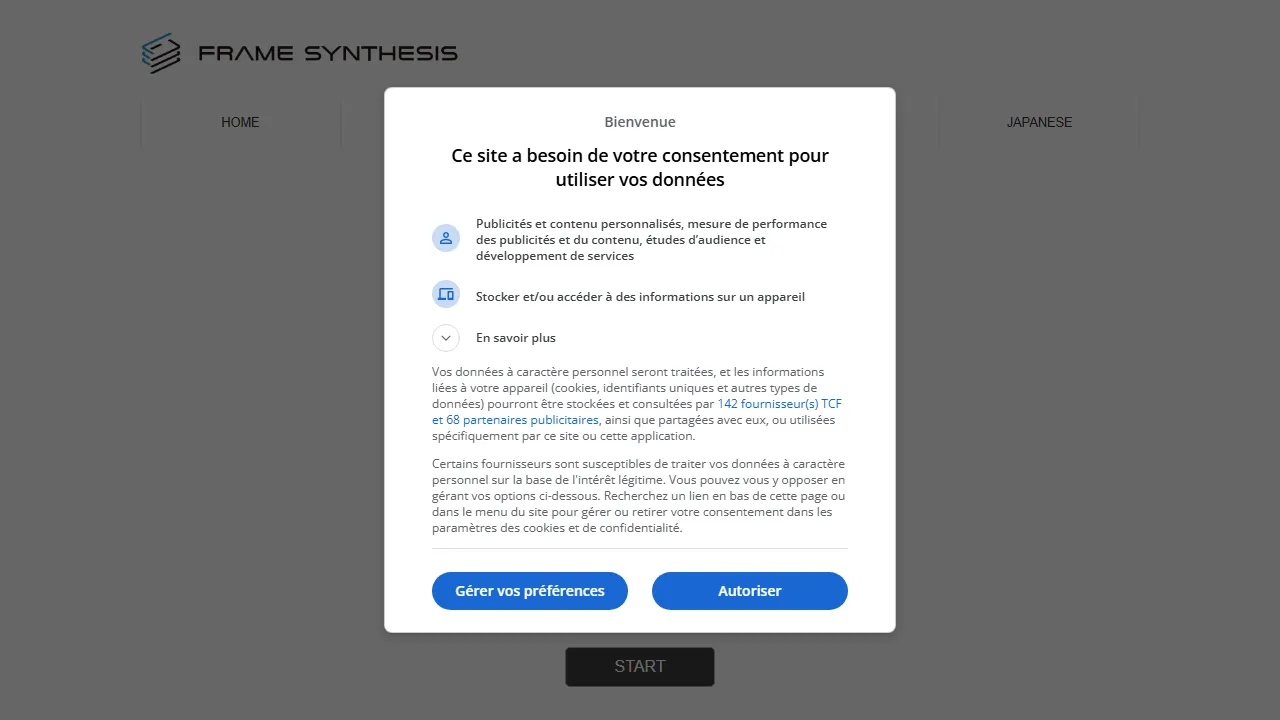 FRAME SYNTHESIS
HOME
JAPANESE
Bienvenue
Ce site a besoin de votre consentement pour
utiliser vos données
Publicités et contenu personnalisés, mesure de performance
des publicités et du contenu, études d’audience et
développement de services
Stocker et/ou accéder à des informations sur un appareil
En savoir plus
Vos données à caractère personnel seront traitées, et les informations
liées à votre appareil (cookies, identifiants uniques et autres types de
données) pourront être stockées et consultées par 142 fournisseur(s) TCF
et 68 partenaires publicitaires, ainsi que partagées avec eux, ou utilisées
spécifiquement par ce site ou cette application.
Certains fournisseurs sont susceptibles de traiter vos données à caractère
personnel sur la base de l'intérêt légitime. Vous pouvez vous y opposer en
gérant vos options ci-dessous. Recherchez un lien en bas de cette page ou
dans le menu du site pour gérer ou retirer votre consentement dans les
paramètres des cookies et de confidentialité.
Gérer vos préférences
Autoriser
START